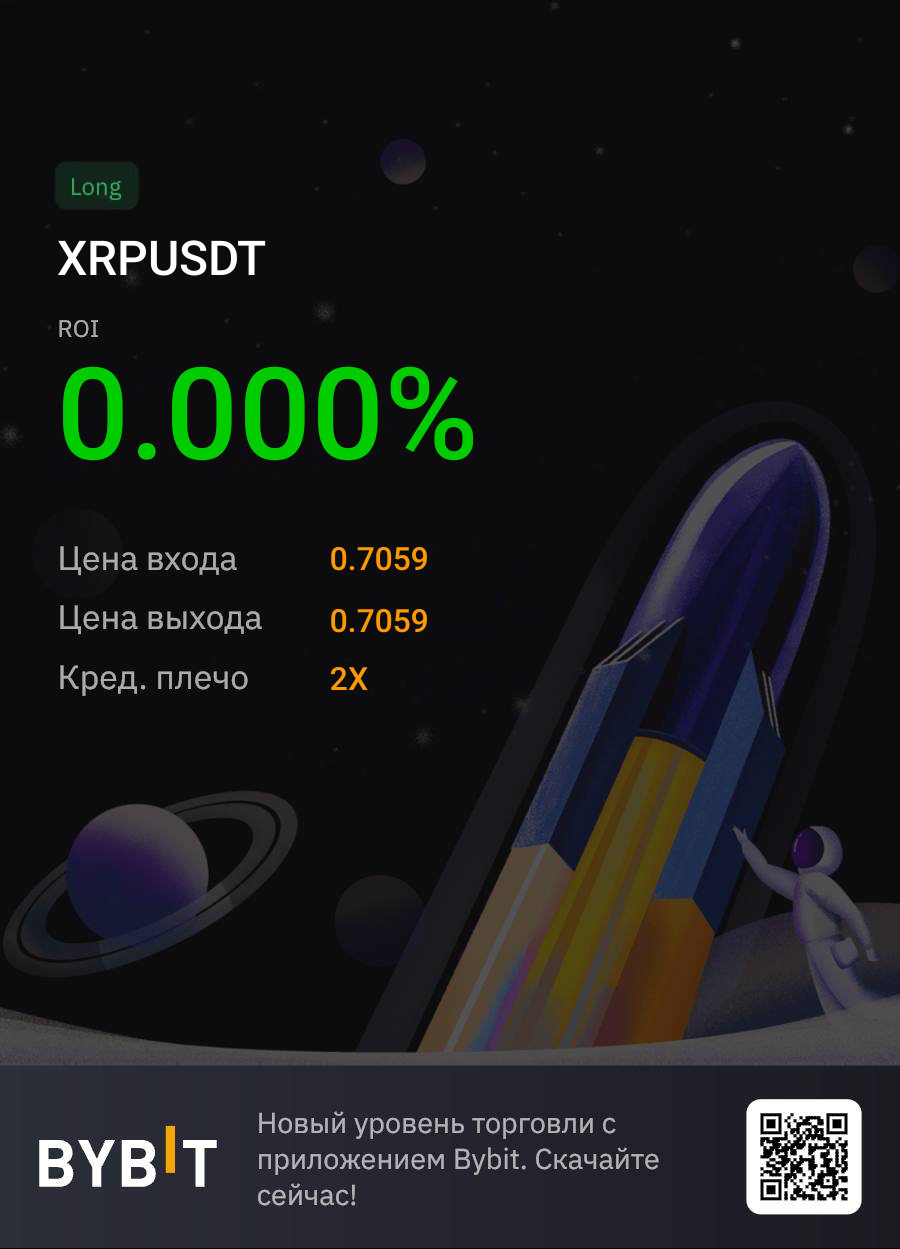 Long
XRPUSDT
ROI
0.000%
Цена входа 0.7059
Цена выхода 0.7059
Кред. плечо 2X
BYBIT
Новый уровень торговли с
приложением Bybit. Скачайте
сейчас!